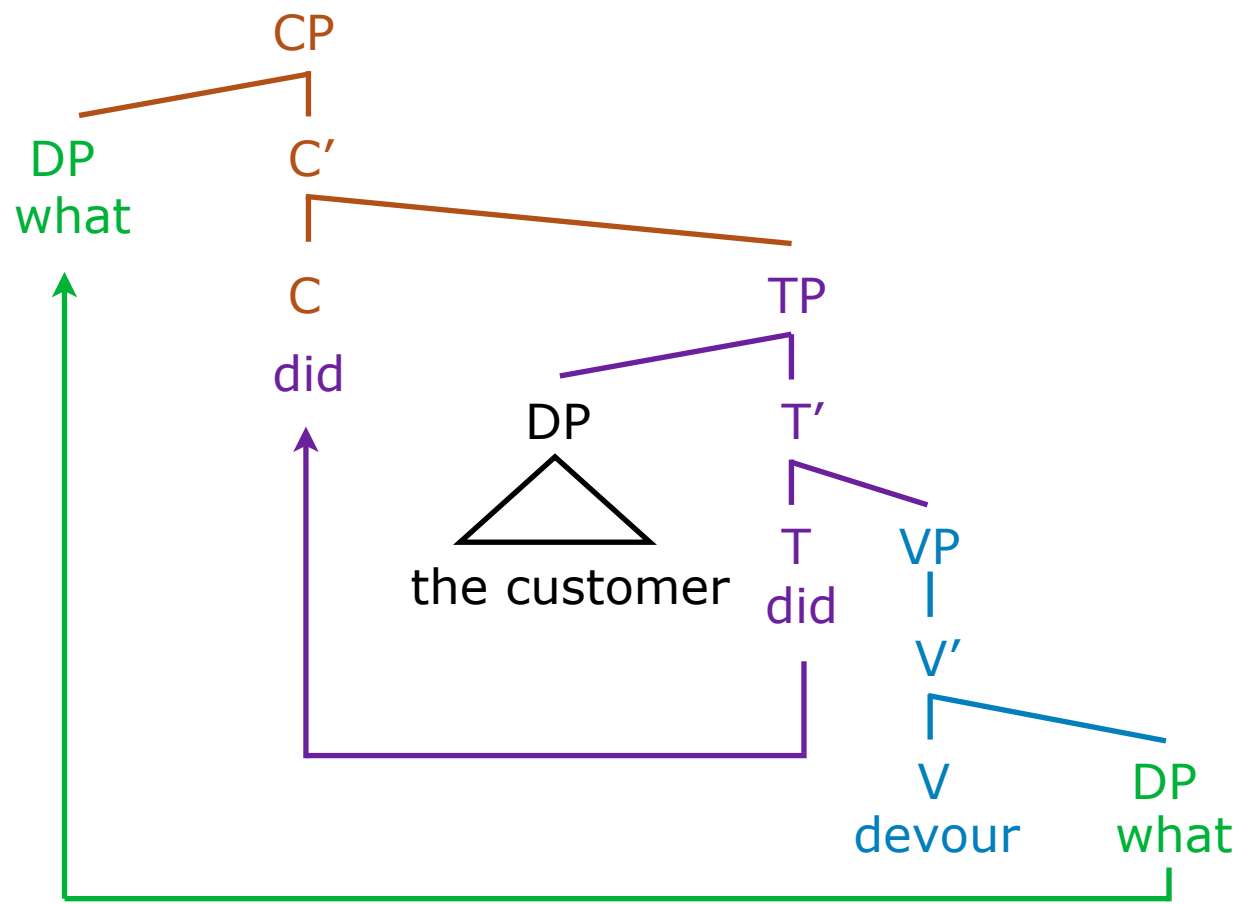 CP
DP
C′
what
C
TP
did
DP
T′
T
VP
the customer
did
V′
V
DP
devour
what